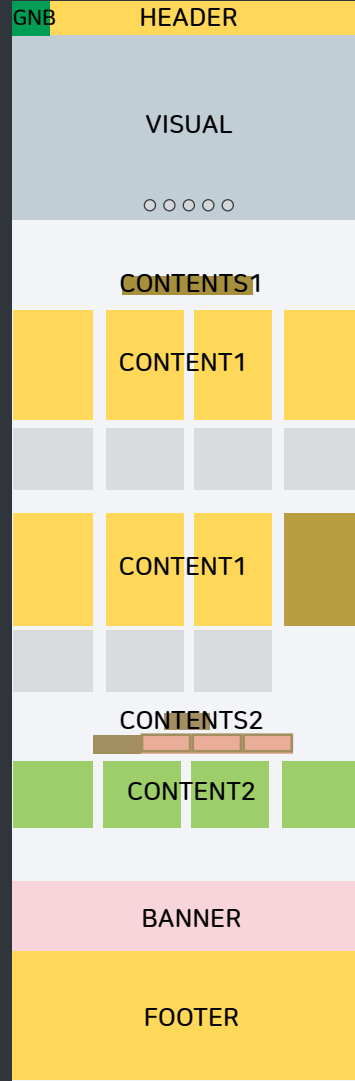 GNB
HEADER
VISUAL
CONTENTS1
CONTENT1
CONTENT1
CONTENTS2
CONTENT2
BANNER
FOOTER